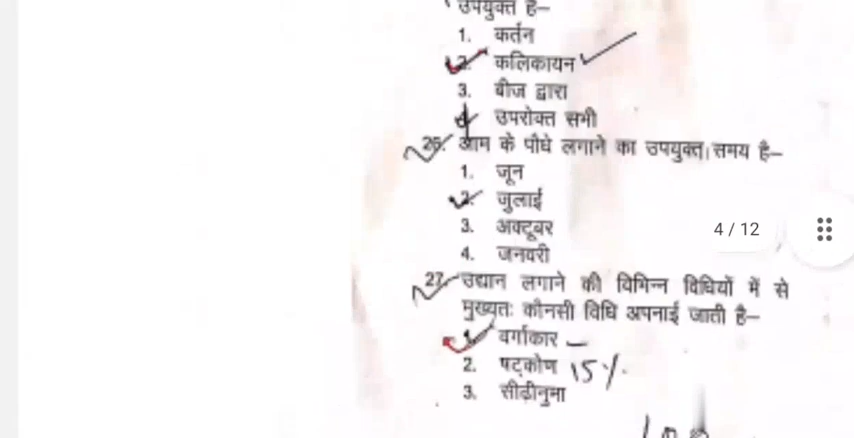 उपयुक्त है–
1. कर्तन
2. कलिकायन
3. बीज द्वारा
4. उपरोक्त सभी
26. आम के पौधे लगाने का उपयुक्त समय है–
1. जून
2. जुलाई
3. अक्टूबर
4 / 12
4. जनवरी
27. उद्यान लगाने की विभिन्न विधियों में से
मुख्यतः कौनसी विधि अपनाई जाती है–
1. वर्गाकार –
2. षट्कोण 15%
3. सीढ़ीनुमा